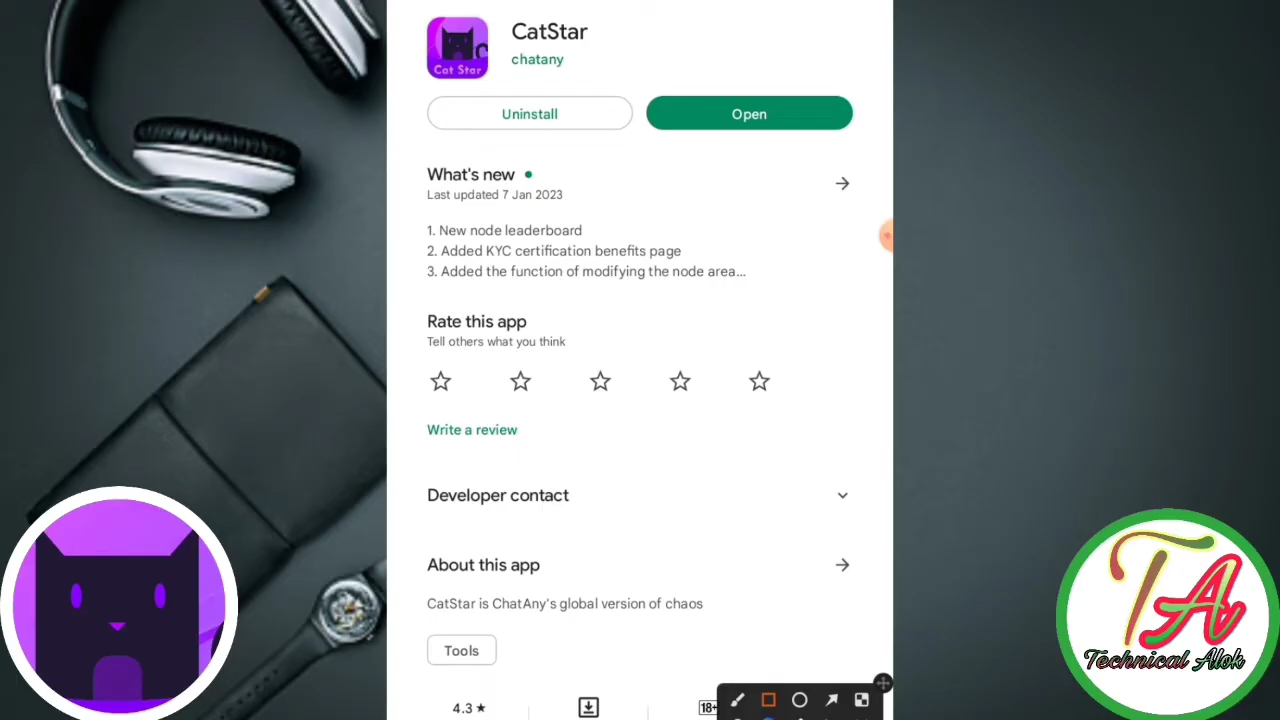 CatStar
chatany
Cat Star
Uninstall
Open
What's new
Last updated 7 Jan 2023
1. New node leaderboard
2. Added KYC certification benefits page
3. Added the function of modifying the node area...
Rate this app
Tell others what you think
Write a review
Developer contact
About this app
CatStar is ChatAny's global version of chaos
Tools
4.3 ★
18+
TA
Technical Alok